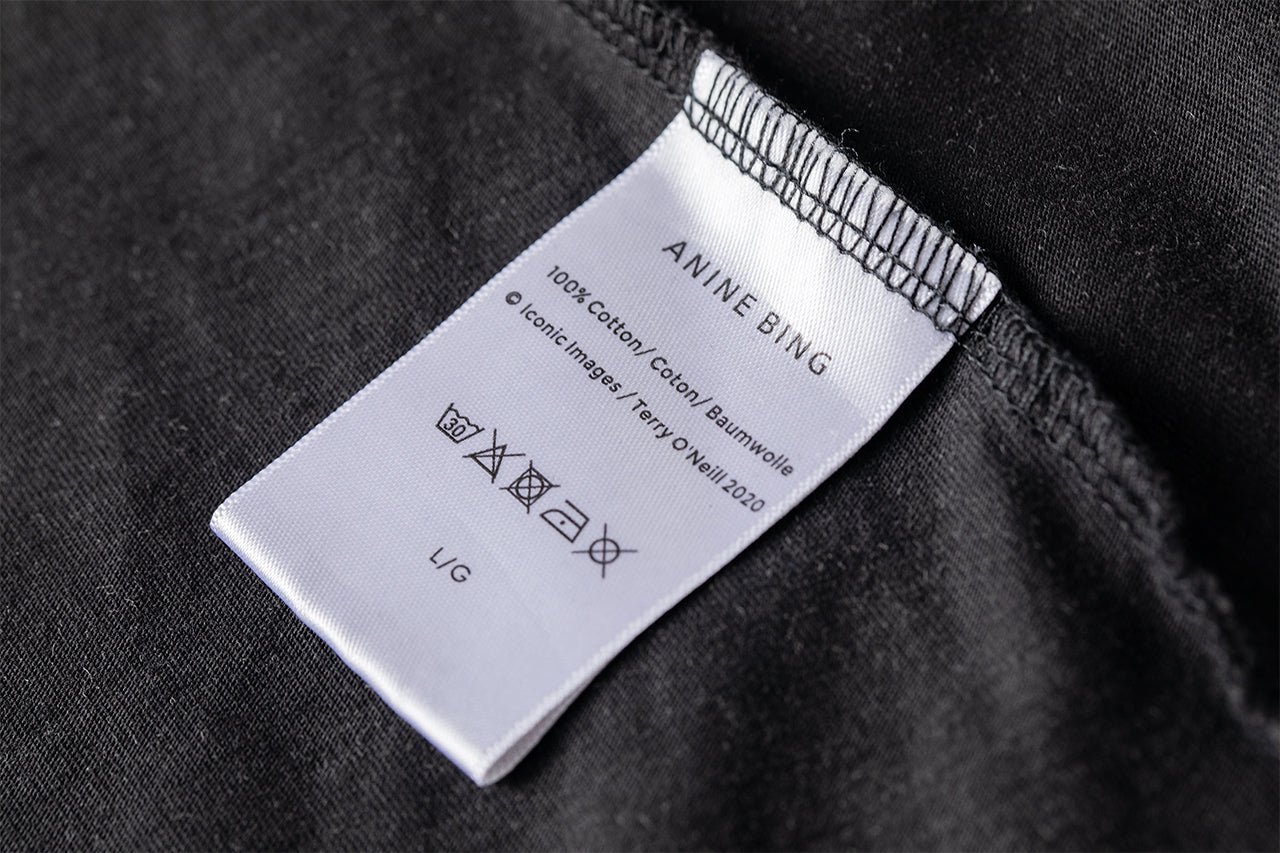 ANINE BING
100% Cotton/ Coton/ Baumwolle
© Iconic Images / Terry O'Neill 2020
30
L/G